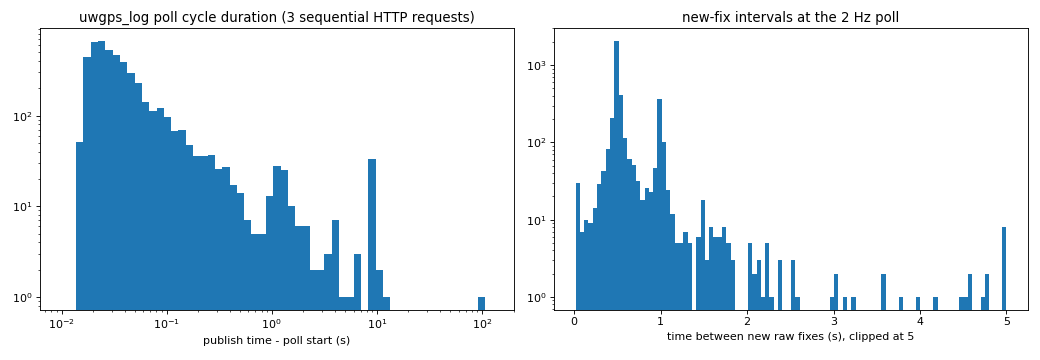 uwgps_log poll cycle duration (3 sequential HTTP requests)
10²
10¹
10⁰
10⁻² 10⁻¹ 10⁰ 10¹ 10²
publish time - poll start (s)
new-fix intervals at the 2 Hz poll
10³
10²
10¹
10⁰
0 1 2 3 4 5
time between new raw fixes (s), clipped at 5